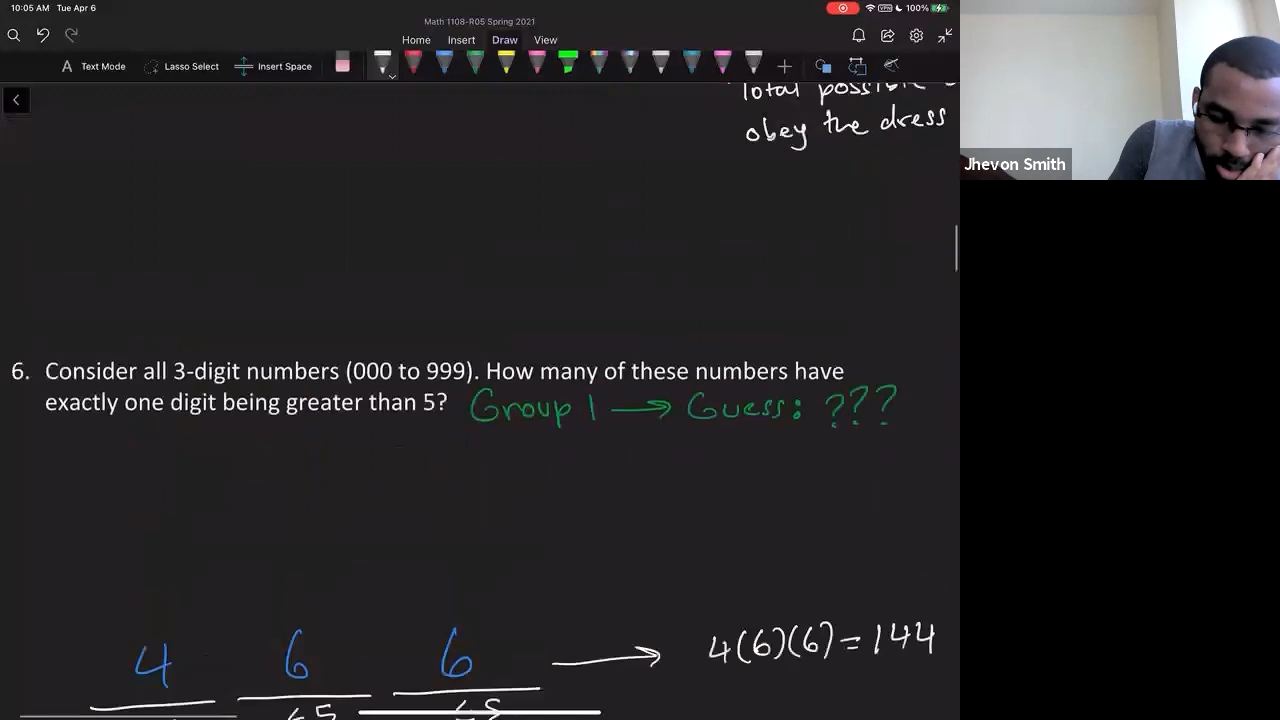 10:05 AM Tue Apr 6
VPN 100%
Math 1108-R05 Spring 2021
Home Insert Draw View
Text Mode Lasso Select Insert Space
Total possible
obey the dress
Jhevon Smith
6. Consider all 3-digit numbers (000 to 999). How many of these numbers have
exactly one digit being greater than 5? Group 1 → Guess: ???
4 6 6 → 4(6)(6)=144